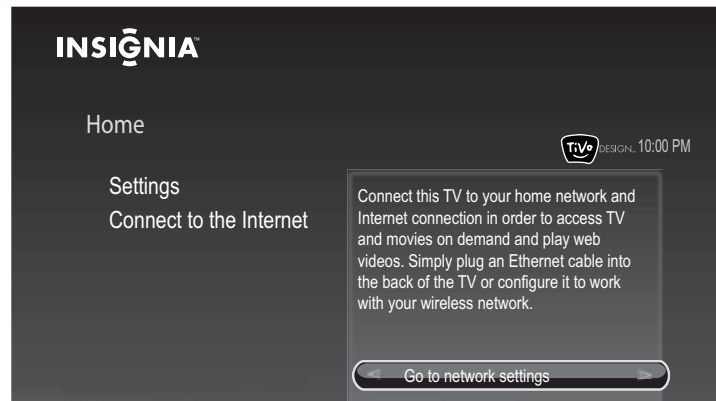 INSIGNIA™
Home
TiVo DESIGN™ 10:00 PM
Settings
Connect to the Internet
Connect this TV to your home network and
Internet connection in order to access TV
and movies on demand and play web
videos. Simply plug an Ethernet cable into
the back of the TV or configure it to work
with your wireless network.
Go to network settings